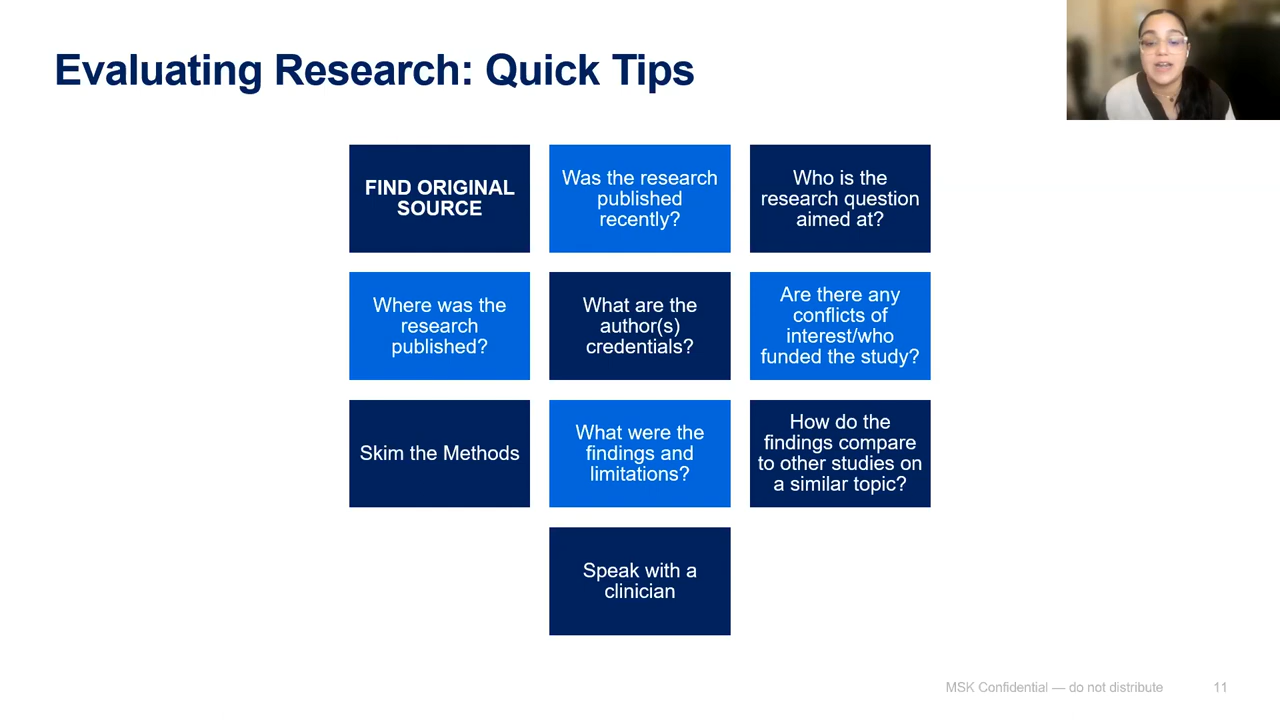 Evaluating Research: Quick Tips
FIND ORIGINAL
SOURCE
Was the research
published
recently?
Who is the
research question
aimed at?
Where was the
research
published?
What are the
author(s)
credentials?
Are there any
conflicts of
interest/who
funded the study?
Skim the Methods
What were the
findings and
limitations?
How do the
findings compare
to other studies on
a similar topic?
Speak with a
clinician
MSK Confidential — do not distribute
11